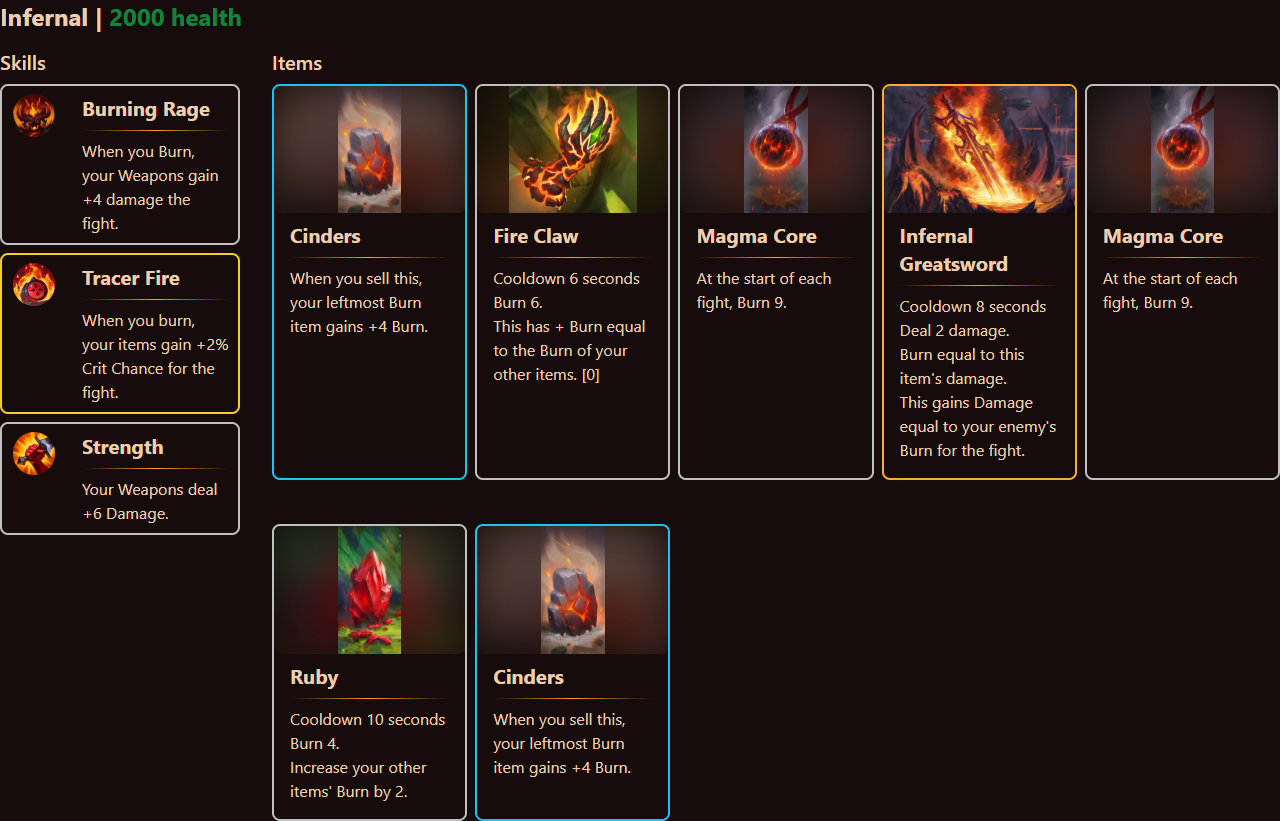 Infernal | 2000 health
Skills
Burning Rage
When you Burn,
your Weapons gain
+4 damage the
fight.
Tracer Fire
When you burn,
your items gain +2%
Crit Chance for the
fight.
Strength
Your Weapons deal
+6 Damage.
Items
Cinders
When you sell this,
your leftmost Burn
item gains +4 Burn.
Fire Claw
Cooldown 6 seconds
Burn 6.
This has + Burn equal
to the Burn of your
other items. [0]
Magma Core
At the start of each
fight, Burn 9.
Infernal
Greatsword
Cooldown 8 seconds
Deal 2 damage.
Burn equal to this
item's damage.
This gains Damage
equal to your enemy's
Burn for the fight.
Magma Core
At the start of each
fight, Burn 9.
Ruby
Cooldown 10 seconds
Burn 4.
Increase your other
items' Burn by 2.
Cinders
When you sell this,
your leftmost Burn
item gains +4 Burn.